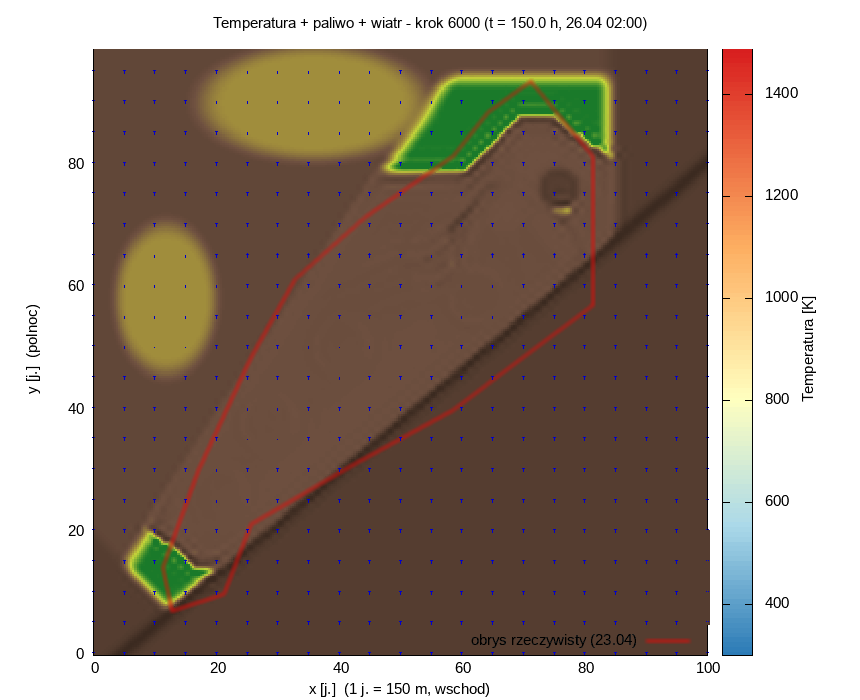 Temperatura + paliwo + wiatr - krok 6000 (t = 150.0 h, 26.04 02:00)
y [j.]  (polnoc)
80
60
40
20
0
0 20 40 60 80 100
x [j.]  (1 j. = 150 m, wschod)
obrys rzeczywisty (23.04)
1400
1200
1000
800
600
400
Temperatura [K]